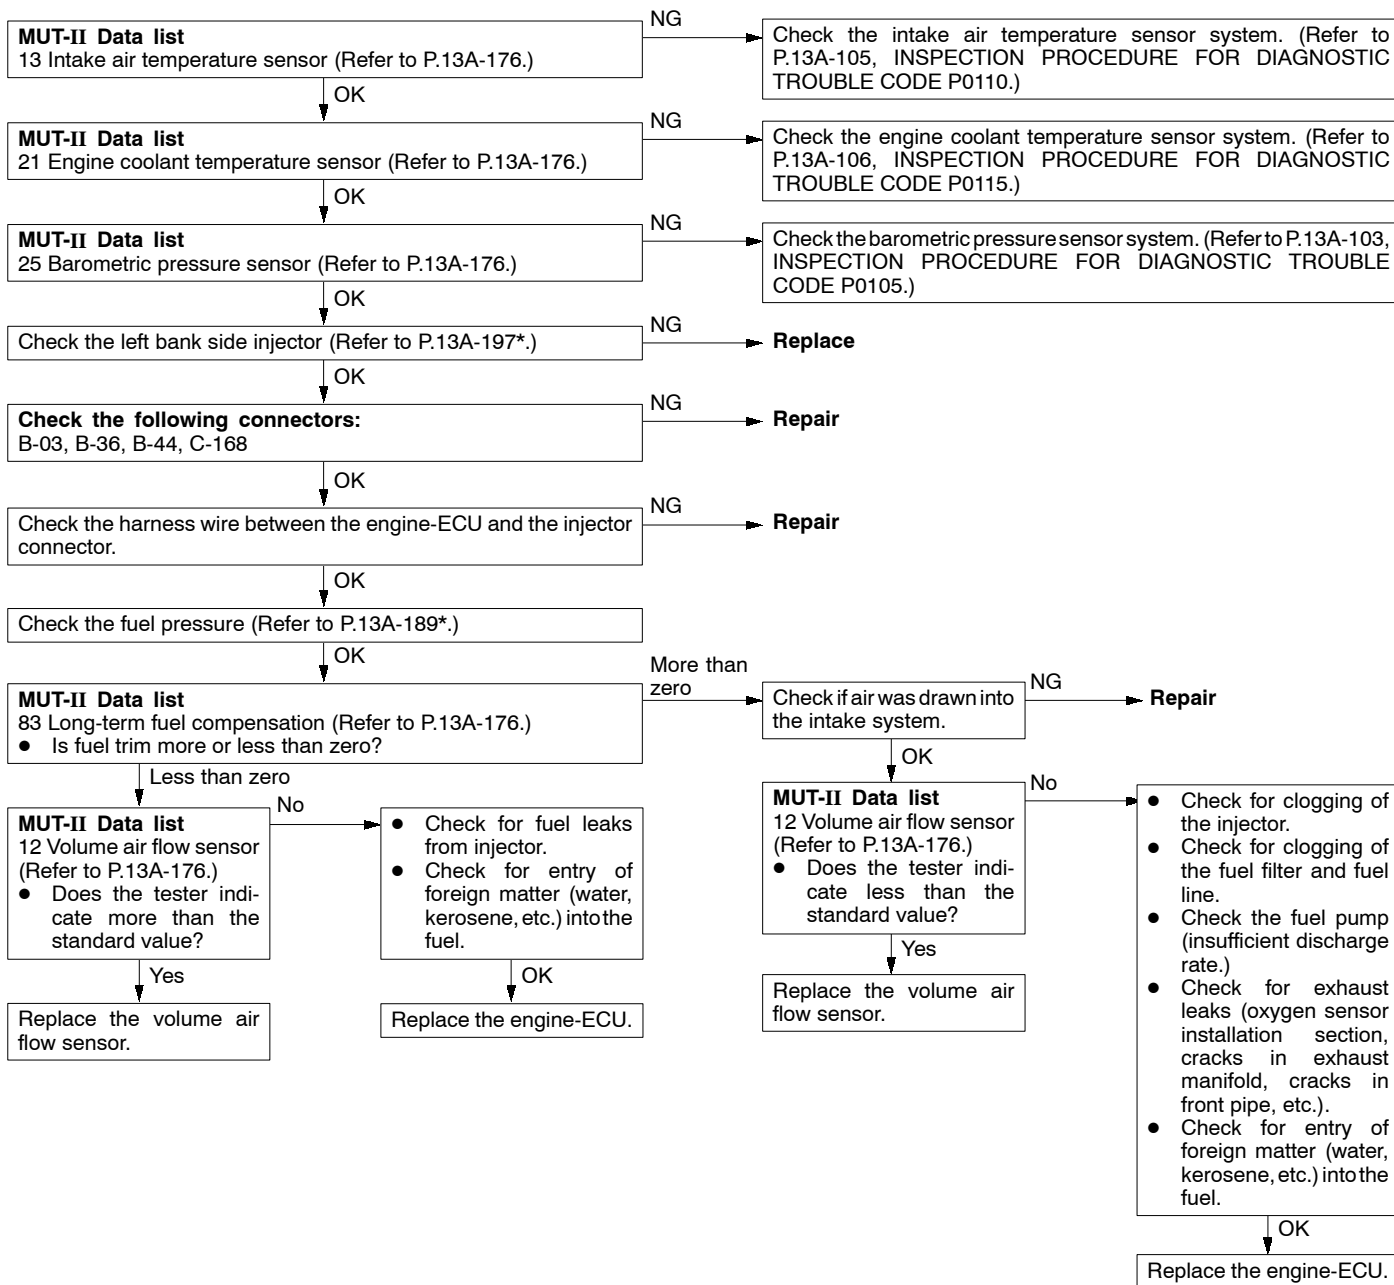 MUT-II Data list
13 Intake air temperature sensor (Refer to P.13A-176.)
NG
Check the intake air temperature sensor system. (Refer to
P.13A-105, INSPECTION PROCEDURE FOR DIAGNOSTIC
TROUBLE CODE P0110.)
OK
MUT-II Data list
21 Engine coolant temperature sensor (Refer to P.13A-176.)
NG
Check the engine coolant temperature sensor system. (Refer to
P.13A-106, INSPECTION PROCEDURE FOR DIAGNOSTIC
TROUBLE CODE P0115.)
OK
MUT-II Data list
25 Barometric pressure sensor (Refer to P.13A-176.)
NG
Check the barometric pressure sensor system. (Refer to P.13A-103,
INSPECTION PROCEDURE FOR DIAGNOSTIC TROUBLE
CODE P0105.)
OK
Check the left bank side injector (Refer to P.13A-197*.)
NG
Replace
OK
Check the following connectors:
B-03, B-36, B-44, C-168
NG
Repair
OK
Check the harness wire between the engine-ECU and the injector
connector.
NG
Repair
OK
Check the fuel pressure (Refer to P.13A-189*.)
OK
MUT-II Data list
83 Long-term fuel compensation (Refer to P.13A-176.)
● Is fuel trim more or less than zero?
More than
zero
Check if air was drawn into
the intake system.
NG
Repair
Less than zero
MUT-II Data list
12 Volume air flow sensor
(Refer to P.13A-176.)
● Does the tester indi-
cate more than the
standard value?
No
● Check for fuel leaks
from injector.
● Check for entry of
foreign matter (water,
kerosene, etc.) into the
fuel.
Yes
Replace the volume air
flow sensor.
OK
Replace the engine-ECU.
OK
MUT-II Data list
12 Volume air flow sensor
(Refer to P.13A-176.)
● Does the tester indi-
cate less than the
standard value?
No
● Check for clogging of
the injector.
● Check for clogging of
the fuel filter and fuel
line.
● Check the fuel pump
(insufficient discharge
rate.)
● Check for exhaust
leaks (oxygen sensor
installation section,
cracks in exhaust
manifold, cracks in
front pipe, etc.).
● Check for entry of
foreign matter (water,
kerosene, etc.) into the
fuel.
Yes
Replace the volume air
flow sensor.
OK
Replace the engine-ECU.